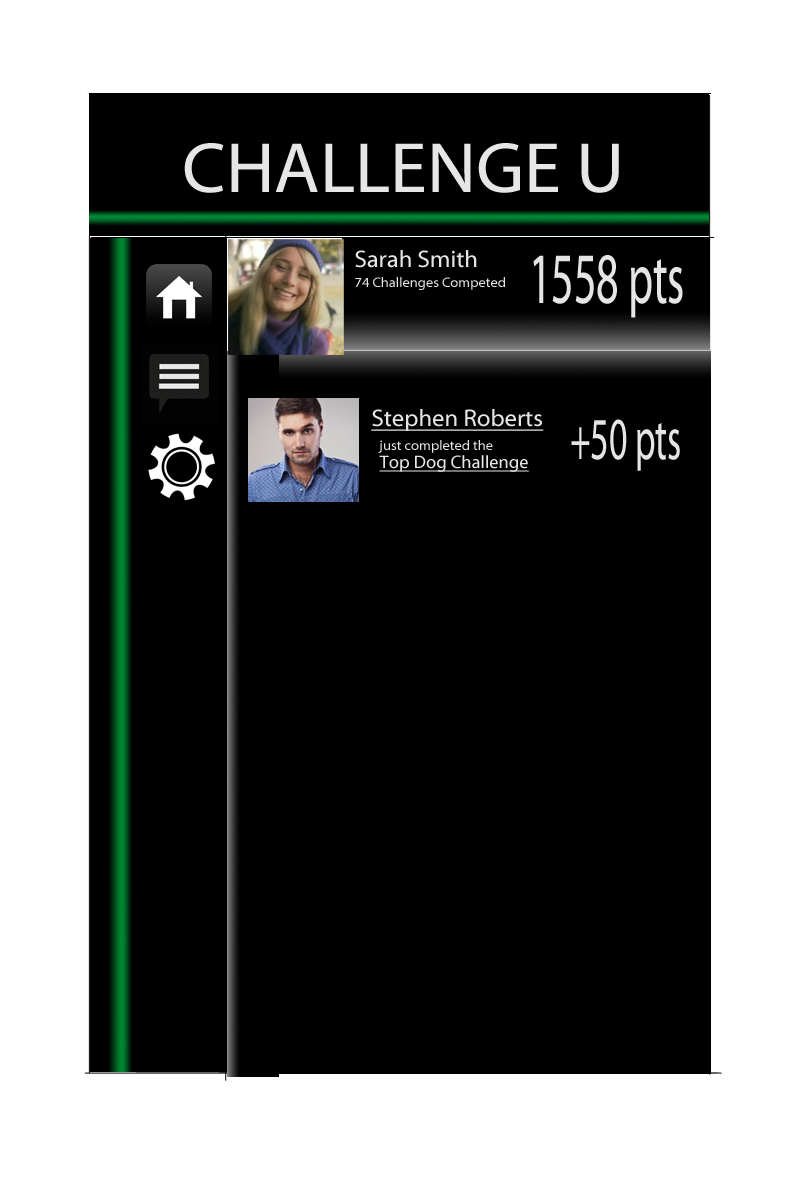 CHALLENGE U
Sarah Smith
74 Challenges Competed
1558 pts
Stephen Roberts
just completed the
Top Dog Challenge
+50 pts